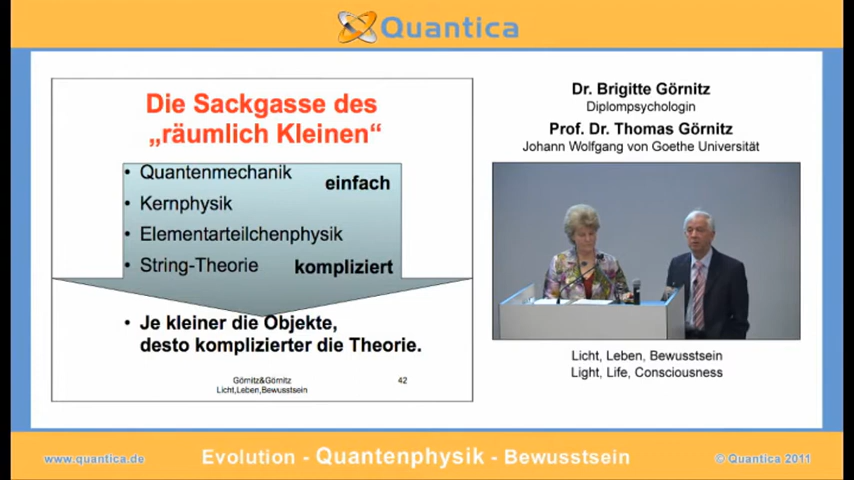 Quantica
Die Sackgasse des
„räumlich Kleinen“
• Quantenmechanik
einfach
• Kernphysik
• Elementarteilchenphysik
• String-Theorie
kompliziert
• Je kleiner die Objekte,
desto komplizierter die Theorie.
Görnitz&Görnitz
Licht,Leben,Bewusstsein
42
Dr. Brigitte Görnitz
Diplompsychologin
Prof. Dr. Thomas Görnitz
Johann Wolfgang von Goethe Universität
Licht, Leben, Bewusstsein
Light, Life, Consciousness
www.quantica.de
Evolution - Quantenphysik - Bewusstsein
© Quantica 2011